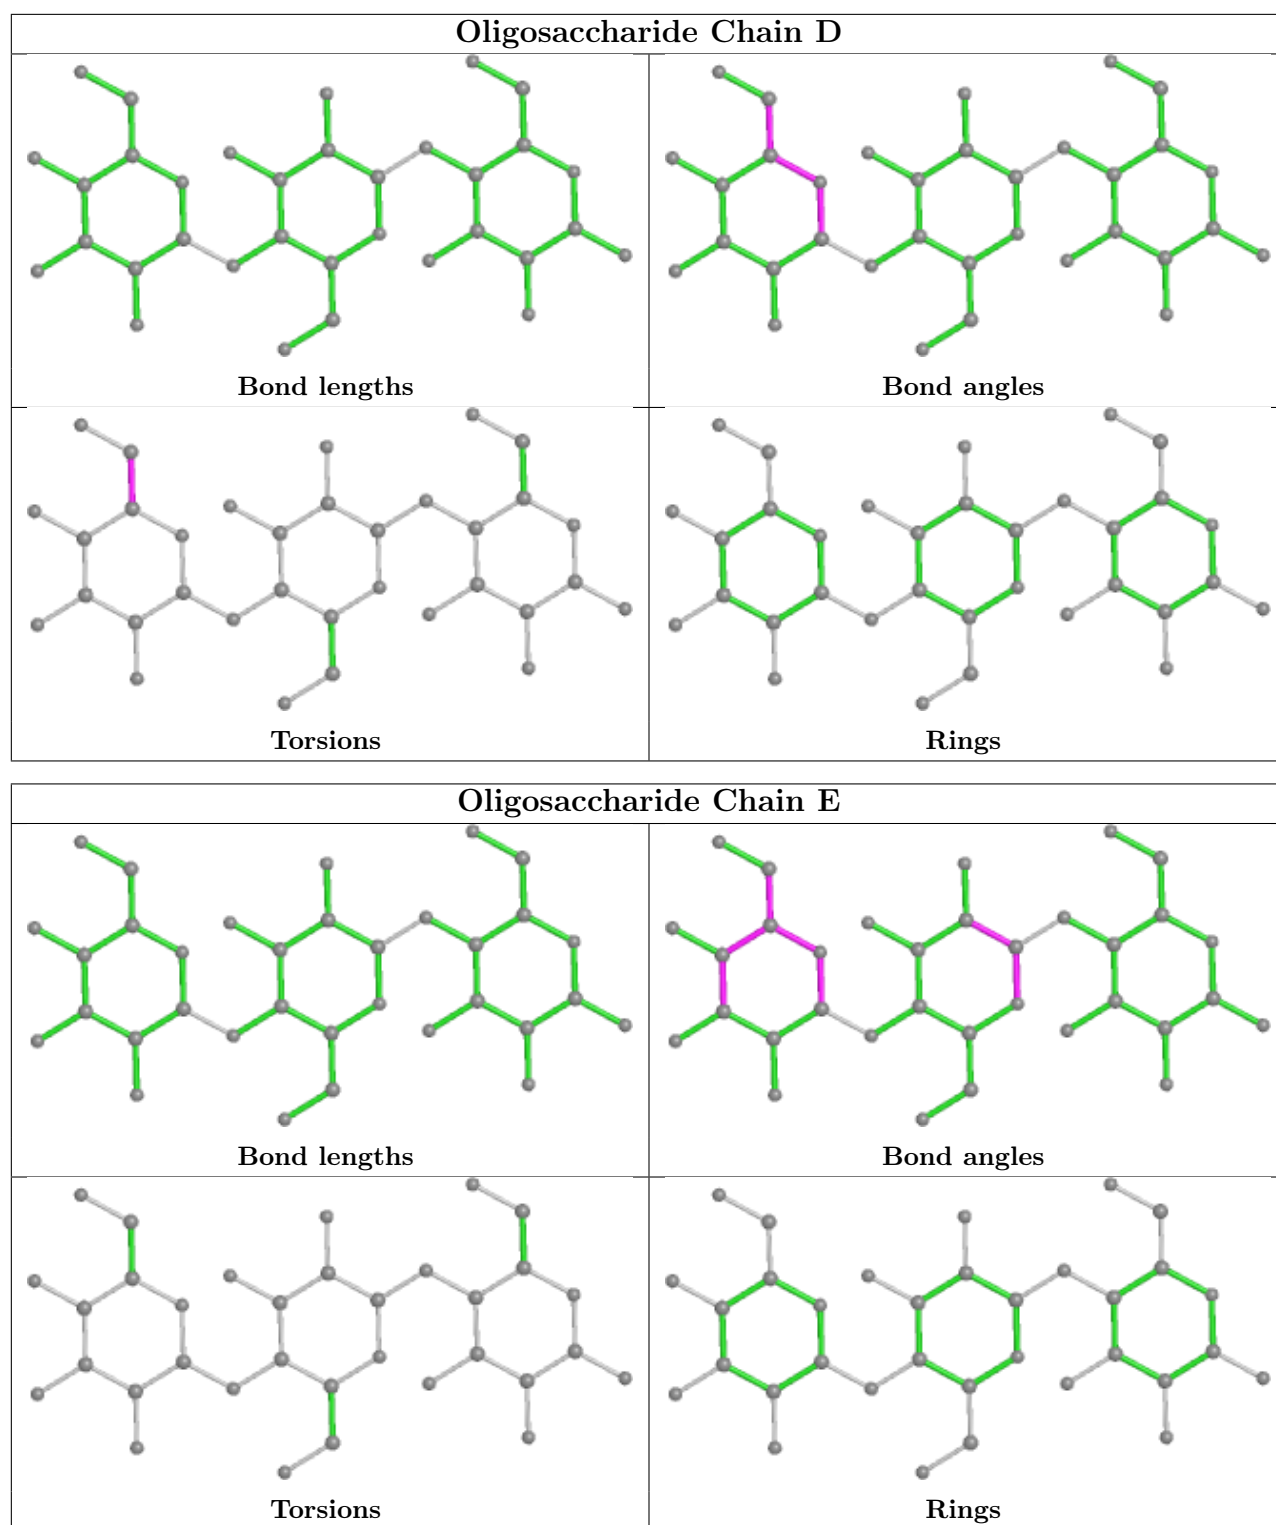 Oligosaccharide Chain D
Bond lengths
Bond angles
Torsions
Rings
Oligosaccharide Chain E
Bond lengths
Bond angles
Torsions
Rings